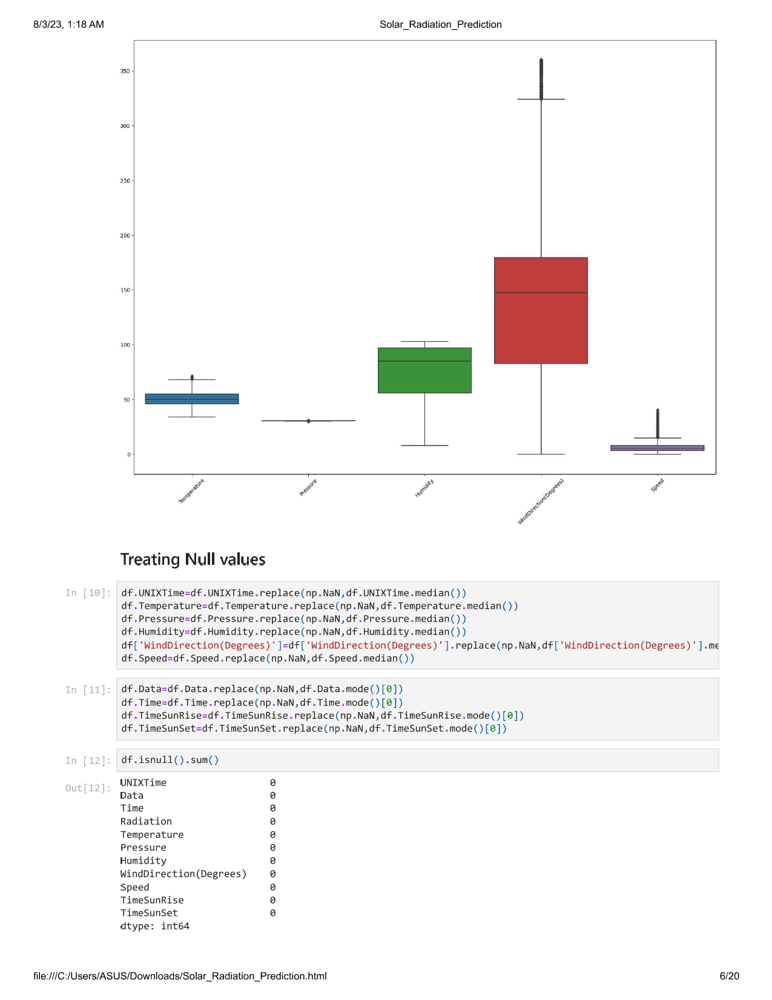 8/3/23, 1:18 AM
Solar_Radiation_Prediction
350
300
250
200
150
100
50
0
Temperature
Pressure
Humidity
WindDirection(Degrees)
Speed
Treating Null values
In [10]:
df.UNIXTime=df.UNIXTime.replace(np.NaN,df.UNIXTime.median())
df.Temperature=df.Temperature.replace(np.NaN,df.Temperature.median())
df.Pressure=df.Pressure.replace(np.NaN,df.Pressure.median())
df.Humidity=df.Humidity.replace(np.NaN,df.Humidity.median())
df['WindDirection(Degrees)']=df['WindDirection(Degrees)'].replace(np.NaN,df['WindDirection(Degrees)'].me
df.Speed=df.Speed.replace(np.NaN,df.Speed.median())
In [11]:
df.Data=df.Data.replace(np.NaN,df.Data.mode()[0])
df.Time=df.Time.replace(np.NaN,df.Time.mode()[0])
df.TimeSunRise=df.TimeSunRise.replace(np.NaN,df.TimeSunRise.mode()[0])
df.TimeSunSet=df.TimeSunSet.replace(np.NaN,df.TimeSunSet.mode()[0])
In [12]:
df.isnull().sum()
Out[12]:
UNIXTime 0
Data 0
Time 0
Radiation 0
Temperature 0
Pressure 0
Humidity 0
WindDirection(Degrees) 0
Speed 0
TimeSunRise 0
TimeSunSet 0
dtype: int64
file:///C:/Users/ASUS/Downloads/Solar_Radiation_Prediction.html
6/20